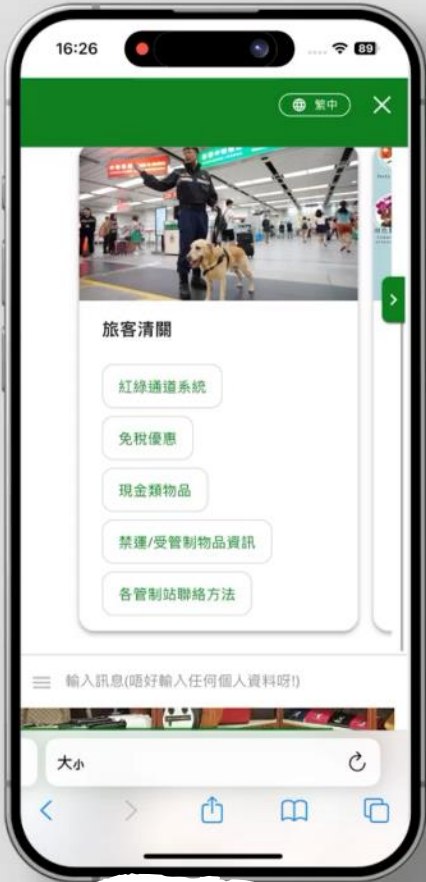 16:26
89
繁中
旅客清關
紅綠通道系統
免稅優惠
現金類物品
禁運/受管制物品資訊
各管制站聯絡方法
輸入訊息(唔好輸入任何個人資料呀!)
大小